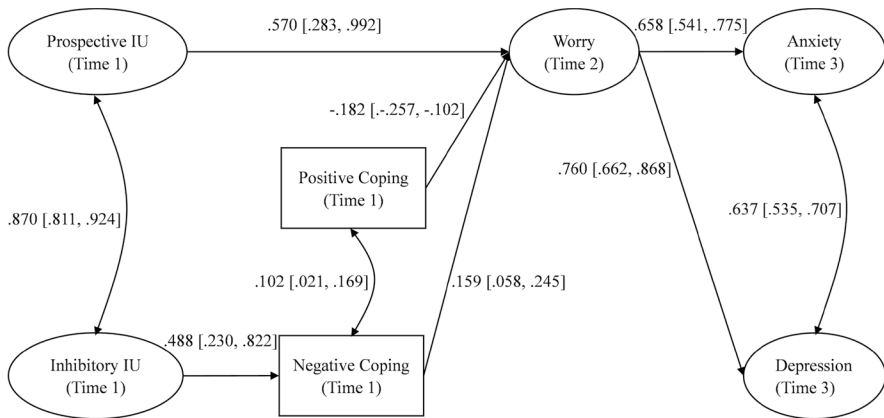 .570 [.283, .992]
.658 [.541, .775]
Prospective IU
(Time 1)
Worry
(Time 2)
Anxiety
(Time 3)
-.182 [.-.257, -.102]
Positive Coping
(Time 1)
.760 [.662, .868]
.870 [.811, .924]
.637 [.535, .707]
.102 [.021, .169]
.159 [.058, .245]
.488 [.230, .822]
Inhibitory IU
(Time 1)
Negative Coping
(Time 1)
Depression
(Time 3)